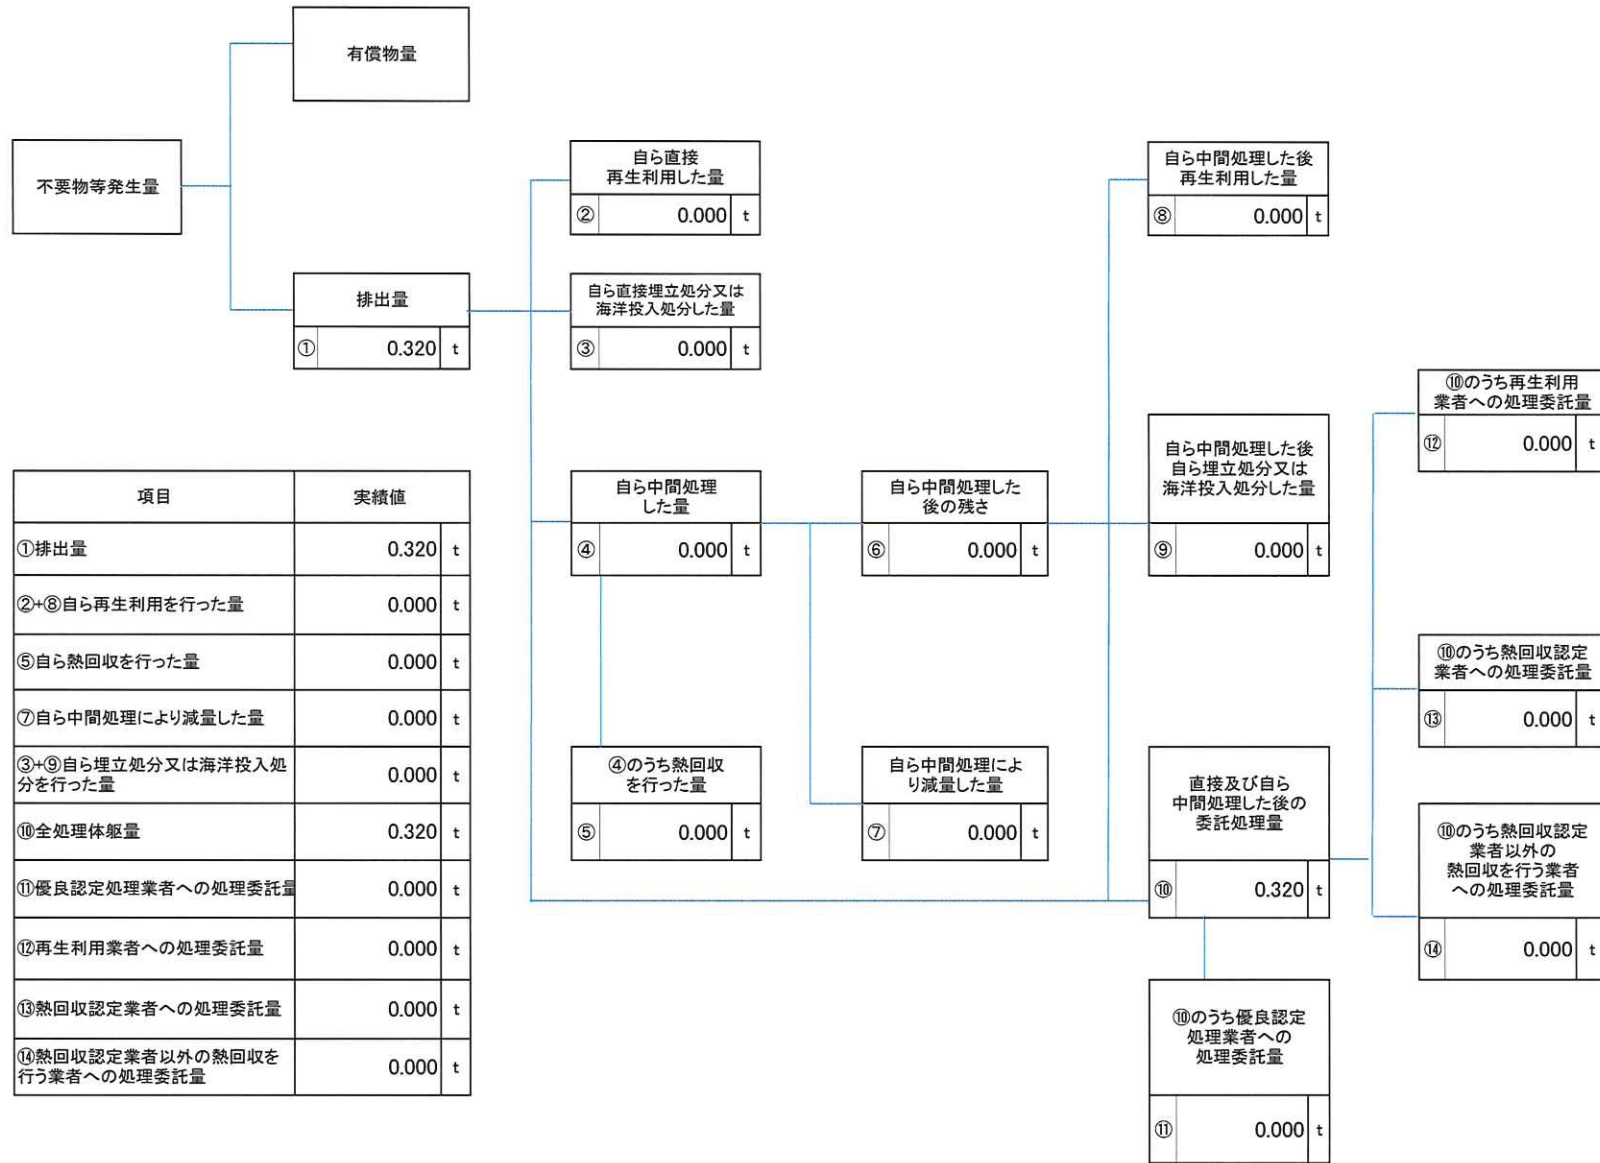 有償物量
不要物等発生量
自ら直接
再生利用した量
② 0.000 t
自ら中間処理した後
再生利用した量
⑧ 0.000 t
排出量
① 0.320 t
自ら直接埋立処分又は
海洋投入処分した量
③ 0.000 t
⑩のうち再生利用
業者への処理委託量
⑫ 0.000 t
自ら中間処理
した量
④ 0.000 t
自ら中間処理した
後の残さ
⑥ 0.000 t
自ら中間処理した後
自ら埋立処分又は
海洋投入処分した量
⑨ 0.000 t
⑩のうち熱回収認定
業者への処理委託量
⑬ 0.000 t
④のうち熱回収
を行った量
⑤ 0.000 t
自ら中間処理によ
り減量した量
⑦ 0.000 t
直接及び自ら
中間処理した後の
委託処理量
⑩ 0.320 t
⑩のうち熱回収認定
業者以外の
熱回収を行う業者
への処理委託量
⑭ 0.000 t
⑩のうち優良認定
処理業者への
処理委託量
⑪ 0.000 t
項目 実績値
①排出量 0.320 t
②+⑧自ら再生利用を行った量 0.000 t
⑤自ら熱回収を行った量 0.000 t
⑦自ら中間処理により減量した量 0.000 t
③+⑨自ら埋立処分又は海洋投入処
分を行った量 0.000 t
⑩全処理体躯量 0.320 t
⑪優良認定処理業者への処理委託量 0.000 t
⑫再生利用業者への処理委託量 0.000 t
⑬熱回収認定業者への処理委託量 0.000 t
⑭熱回収認定業者以外の熱回収を
行う業者への処理委託量 0.000 t